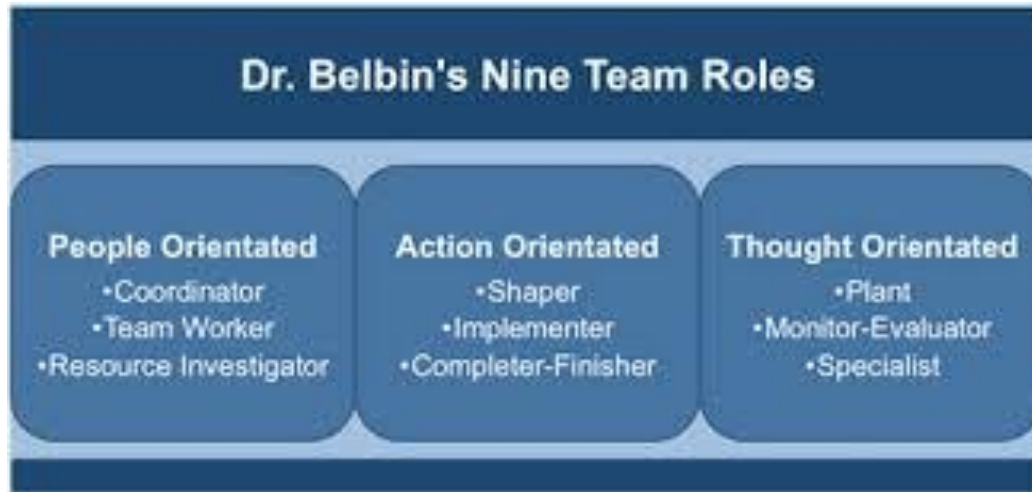 Dr. Belbin's Nine Team Roles
People Orientated
•Coordinator
•Team Worker
•Resource Investigator
Action Orientated
•Shaper
•Implementer
•Completer-Finisher
Thought Orientated
•Plant
•Monitor-Evaluator
•Specialist